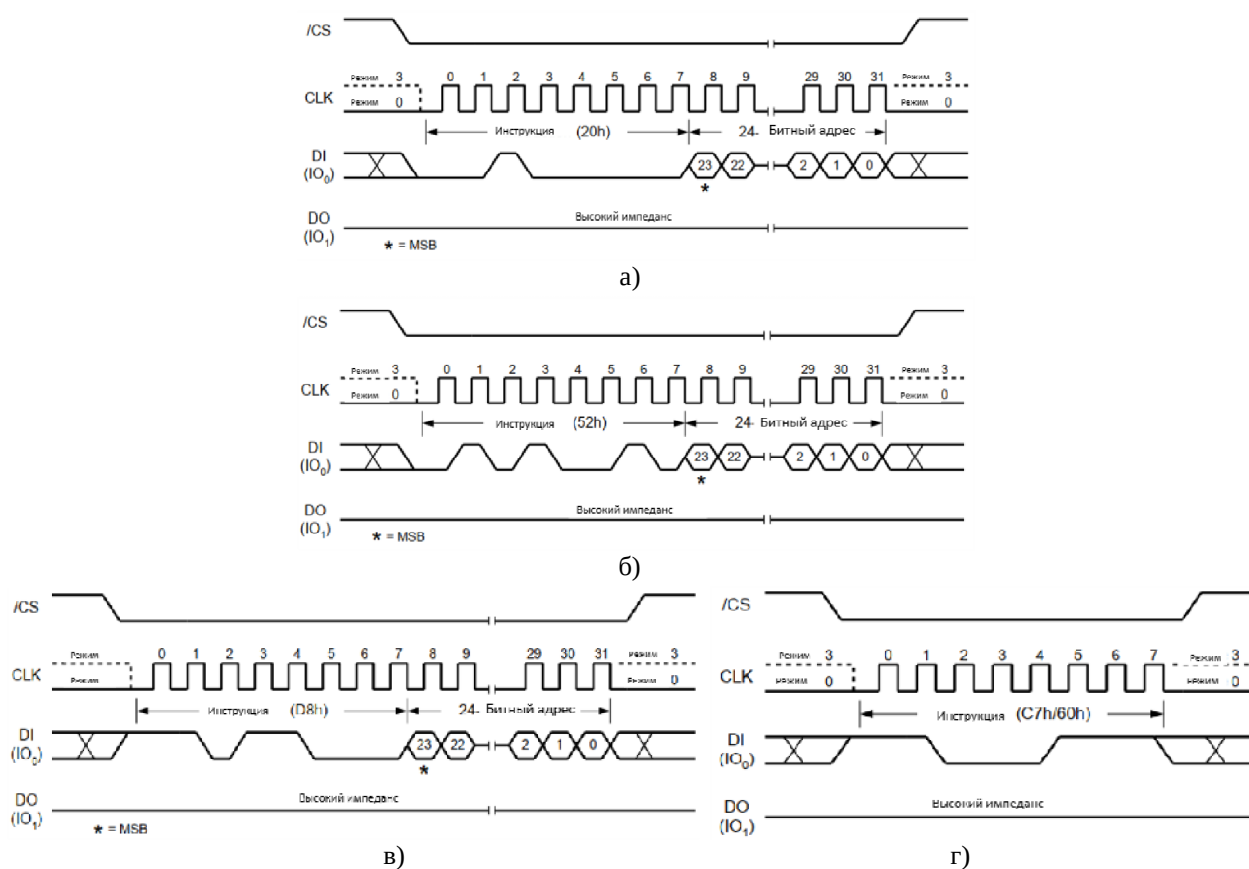 /CS
Режим 3 0 1 2 3 4 5 6 7 8 9 29 30 31 Режим 3
CLK Режим 0 Режим 0
Инструкция (20h) 24- Битный адрес
DI (IO0) 23 22 2 1 0
*
DO (IO1) Высокий импеданс
* = MSB
а)
/CS
Режим 3 0 1 2 3 4 5 6 7 8 9 29 30 31 Режим 3
CLK Режим 0 Режим 0
Инструкция (52h) 24- Битный адрес
DI (IO0) 23 22 2 1 0
*
DO (IO1) Высокий импеданс
* = MSB
б)
/CS
Режим 0 1 2 3 4 5 6 7 8 9 29 30 31 Режим 3
CLK Режим Режим 0
Инструкция (D8h) 24- Битный адрес
DI (IO0) 23 22 2 1 0
*
DO (IO1) Высокий импеданс
* = MSB
в)
/CS
Режим 3 0 1 2 3 4 5 6 7 Режим 3
CLK Режим 0 Режим 0
Инструкция (C7h/60h)
DI (IO0)
DO (IO1) Высокий импеданс
г)